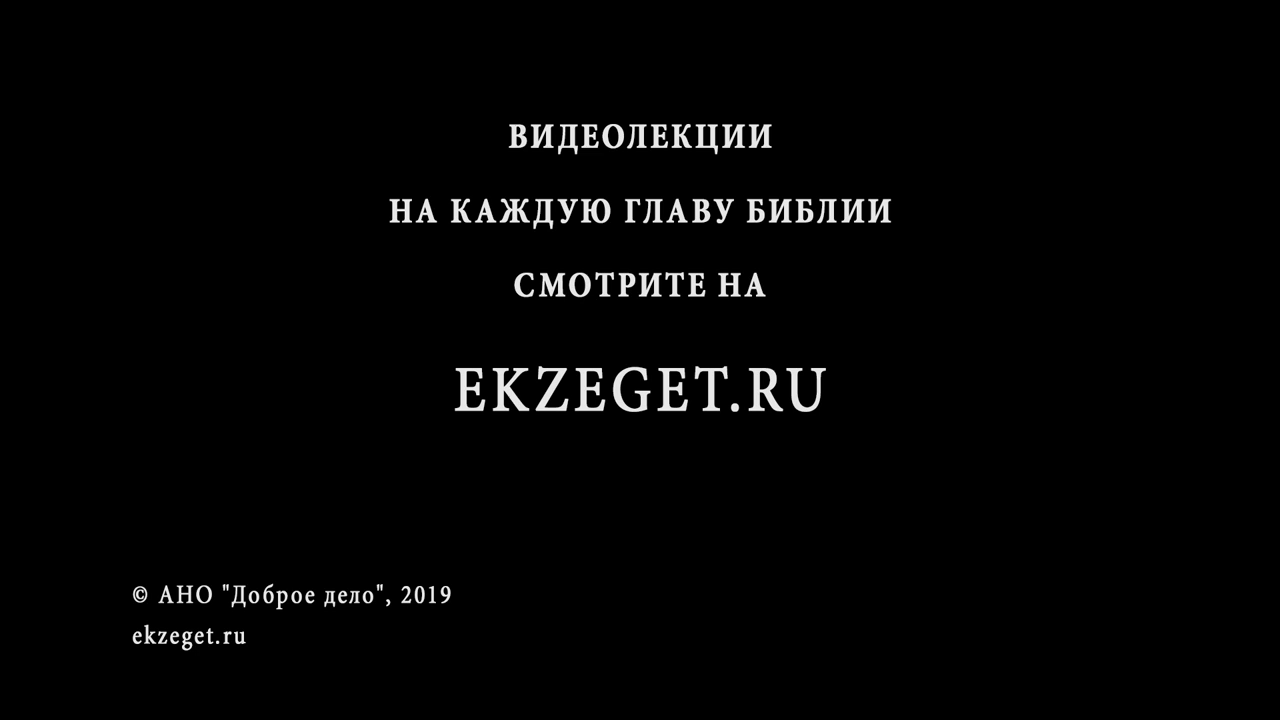 ВИДЕОЛЕКЦИИ
НА КАЖДУЮ ГЛАВУ БИБЛИИ
СМОТРИТЕ НА
EKZEGET.RU
© АНО "Доброе дело", 2019
ekzeget.ru